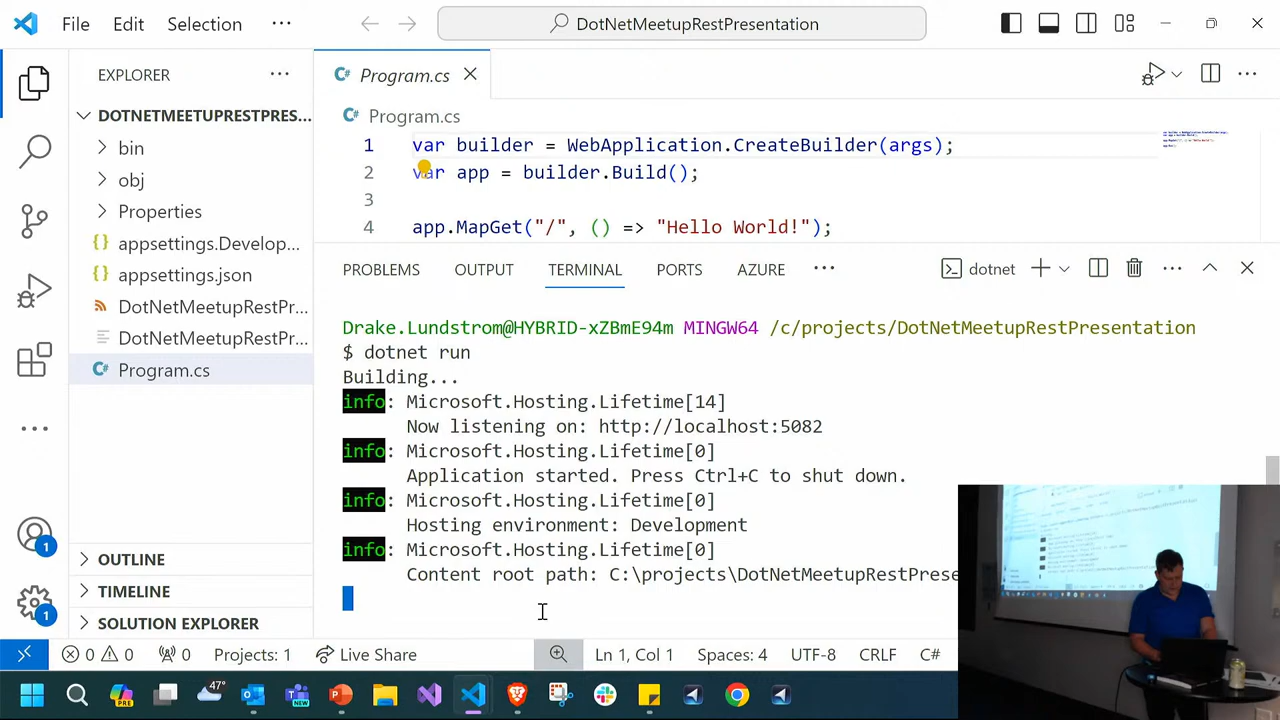 File Edit Selection ···
DotNetMeetupRestPresentation
EXPLORER ···
DOTNETMEETUPRESTPRES...
bin
obj
Properties
{} appsettings.Develop...
{} appsettings.json
DotNetMeetupRestPr...
DotNetMeetupRestPr...
C# Program.cs
OUTLINE
TIMELINE
SOLUTION EXPLORER
1
1
C# Program.cs
C# Program.cs
1 var builder = WebApplication.CreateBuilder(args);
2 var app = builder.Build();
3
4 app.MapGet("/", () => "Hello World!");
PROBLEMS OUTPUT TERMINAL PORTS AZURE ··· dotnet
Drake.Lundstrom@HYBRID-xZBmE94m MINGW64 /c/projects/DotNetMeetupRestPresentation
$ dotnet run
Building...
info: Microsoft.Hosting.Lifetime[14]
Now listening on: http://localhost:5082
info: Microsoft.Hosting.Lifetime[0]
Application started. Press Ctrl+C to shut down.
info: Microsoft.Hosting.Lifetime[0]
Hosting environment: Development
info: Microsoft.Hosting.Lifetime[0]
Content root path: C:\projects\DotNetMeetupRestPrese
0 0 0 Projects: 1 Live Share Ln 1, Col 1 Spaces: 4 UTF-8 CRLF C#
PRE 47° NEW